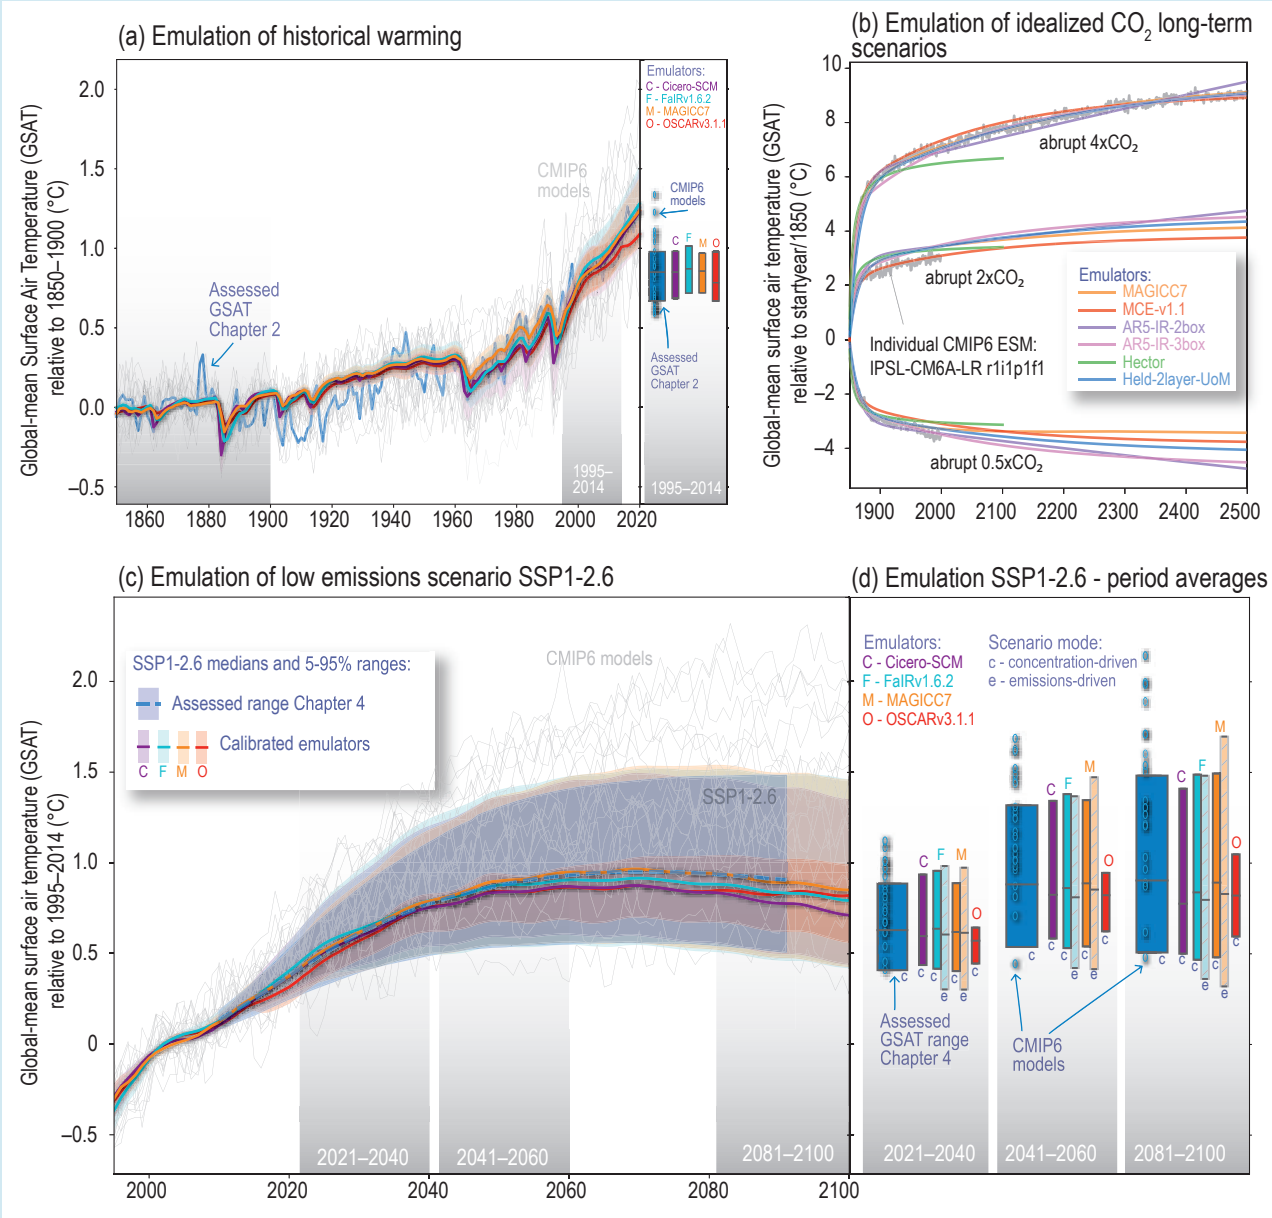 (a) Emulation of historical warming
Global-mean Surface Air Temperature (GSAT)
relative to 1850–1900 (°C)
2.0
1.5
1.0
0.5
0.0
–0.5
1860
1880
1900
1920
1940
1960
1980
2000
2020
Assessed
GSAT
Chapter 2
CMIP6
models
1995–
2014
Emulators:
C - Cicero-SCM
F - FaIRv1.6.2
M - MAGICC7
O - OSCARv3.1.1
CMIP6
models
C
F
M
O
Assessed
GSAT
Chapter 2
1995–2014
(b) Emulation of idealized CO2 long-term
scenarios
Global-mean surface air temperature (GSAT)
relative to startyear/1850 (°C)
10
8
6
4
2
0
–2
–4
1900
2000
2100
2200
2300
2400
2500
abrupt 4xCO2
abrupt 2xCO2
Individual CMIP6 ESM:
IPSL-CM6A-LR r1i1p1f1
abrupt 0.5xCO2
Emulators:
MAGICC7
MCE-v1.1
AR5-IR-2box
AR5-IR-3box
Hector
Held-2layer-UoM
(c) Emulation of low emissions scenario SSP1-2.6
Global-mean surface air temperature (GSAT)
relative to 1995–2014 (°C)
2.0
1.5
1.0
0.5
0
–0.5
2000
2020
2040
2060
2080
2100
SSP1-2.6 medians and 5-95% ranges:
Assessed range Chapter 4
Calibrated emulators
C
F
M
O
CMIP6 models
SSP1-2.6
2021–2040
2041–2060
2081–2100
(d) Emulation SSP1-2.6 - period averages
Emulators:
C - Cicero-SCM
F - FaIRv1.6.2
M - MAGICC7
O - OSCARv3.1.1
Scenario mode:
c - concentration-driven
e - emissions-driven
C
F
M
O
c
c
c
e
c
e
c
C
F
M
O
c
c
c
e
c
e
c
C
F
M
O
c
c
c
e
c
e
c
Assessed
GSAT range
Chapter 4
CMIP6
models
2021–2040
2041–2060
2081–2100